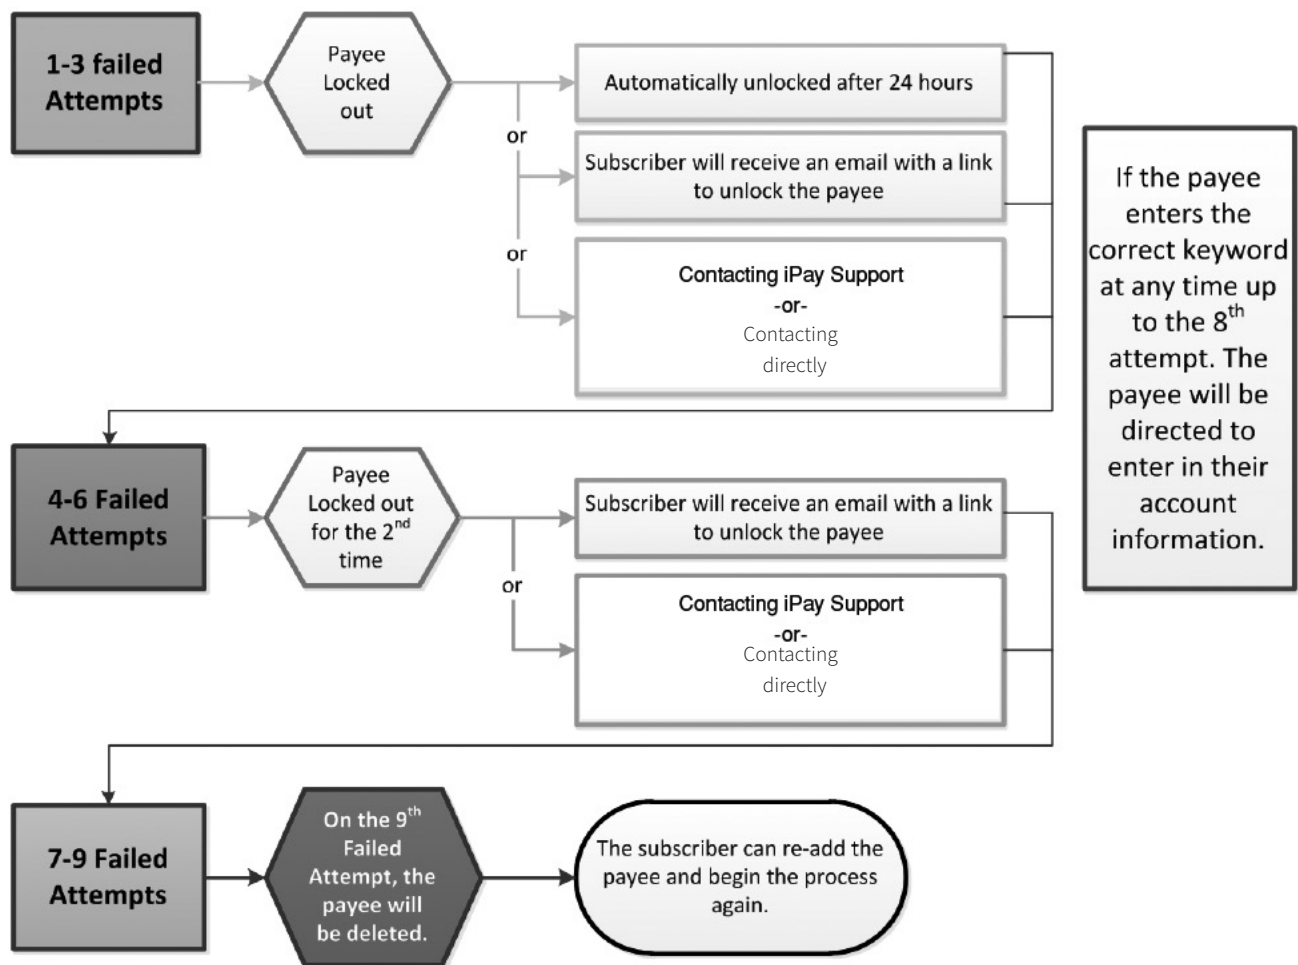 1-3 failed
Attempts
Payee
Locked
out
or
or
Automatically unlocked after 24 hours
Subscriber will receive an email with a link
to unlock the payee
Contacting iPay Support
-or-
Contacting
directly
If the payee
enters the
correct keyword
at any time up
to the 8th
attempt. The
payee will be
directed to
enter in their
account
information.
4-6 Failed
Attempts
Payee
Locked out
for the 2nd
time
or
Subscriber will receive an email with a link
to unlock the payee
Contacting iPay Support
-or-
Contacting
directly
7-9 Failed
Attempts
On the 9th
Failed
Attempt, the
payee will
be deleted.
The subscriber can re-add the
payee and begin the process
again.